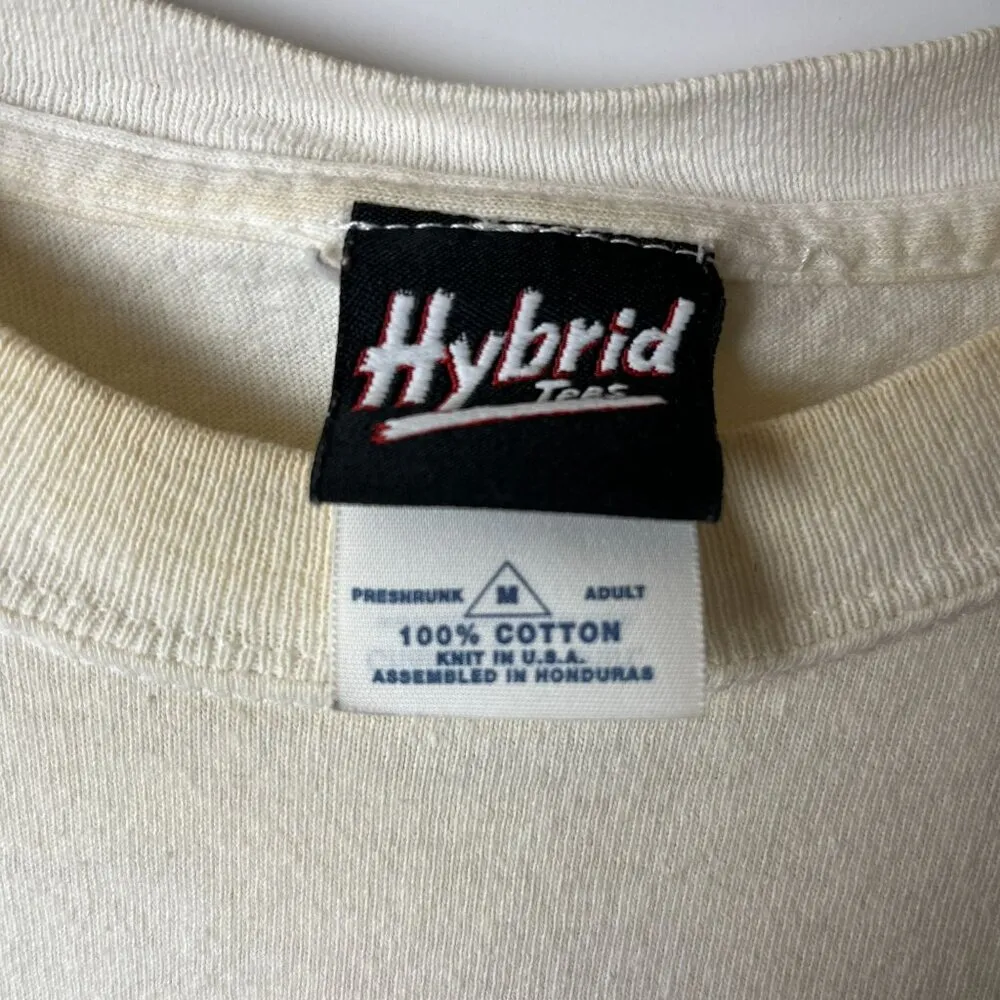 Hybrid
Tees
PRESHRUNK M ADULT
100% COTTON
KNIT IN U.S.A.
ASSEMBLED IN HONDURAS